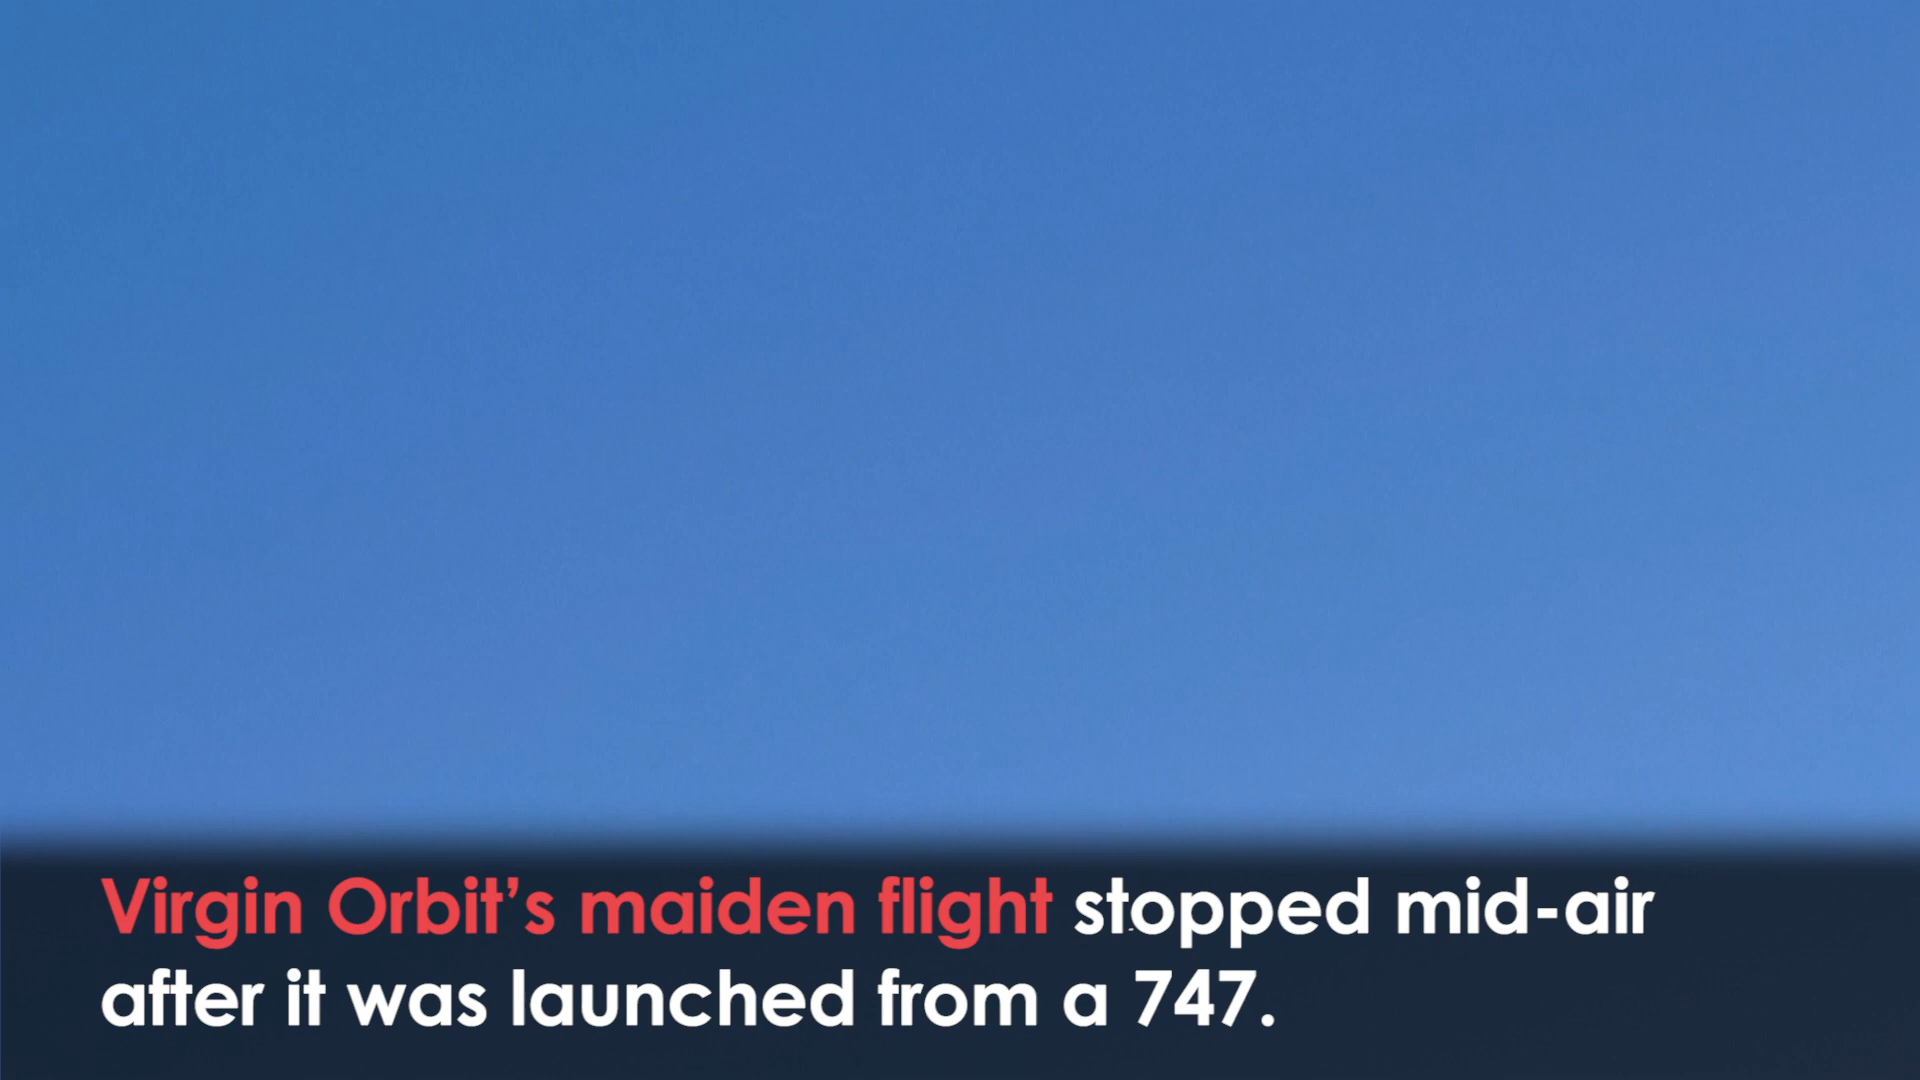 Virgin Orbit’s maiden flight stopped mid-air
after it was launched from a 747.